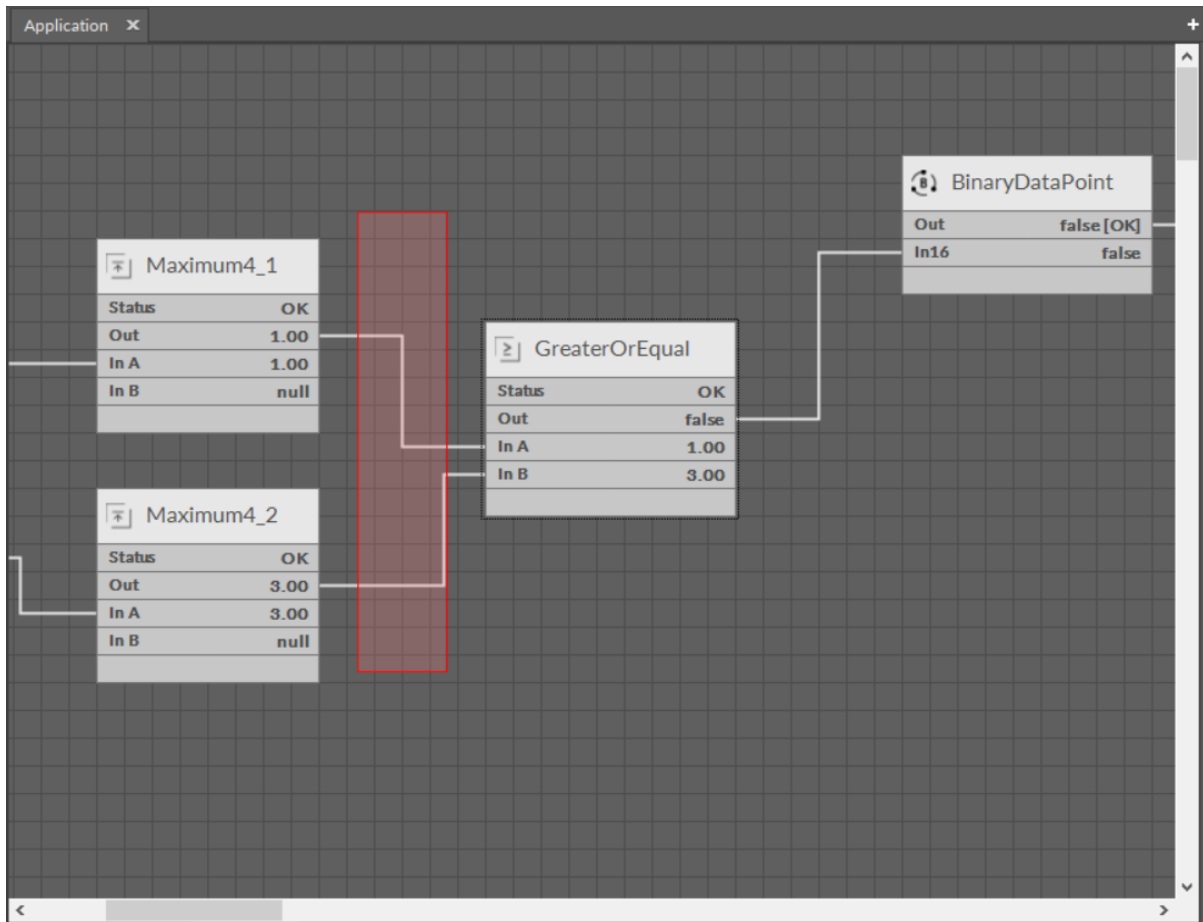 Application
Maximum4_1
Status OK
Out 1.00
In A 1.00
In B null
Maximum4_2
Status OK
Out 3.00
In A 3.00
In B null
GreaterOrEqual
Status OK
Out false
In A 1.00
In B 3.00
B BinaryDataPoint
Out false [OK]
In16 false